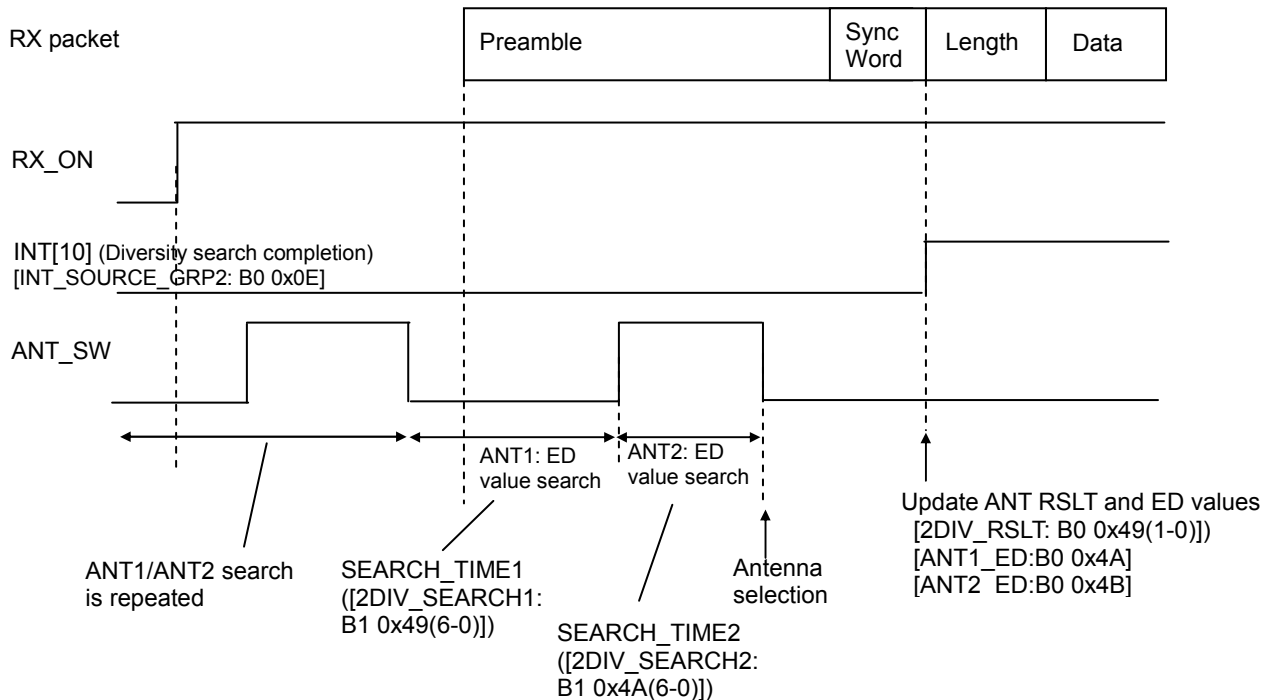 RX packet
Preamble
Sync
Word
Length
Data
RX_ON
INT[10] (Diversity search completion)
[INT_SOURCE_GRP2: B0 0x0E]
ANT_SW
ANT1: ED
value search
ANT2: ED
value search
ANT1/ANT2 search
is repeated
SEARCH_TIME1
([2DIV_SEARCH1:
B1 0x49(6-0)])
SEARCH_TIME2
([2DIV_SEARCH2:
B1 0x4A(6-0)])
Antenna
selection
Update ANT RSLT and ED values
[2DIV_RSLT: B0 0x49(1-0)])
[ANT1_ED:B0 0x4A]
[ANT2 ED:B0 0x4B]